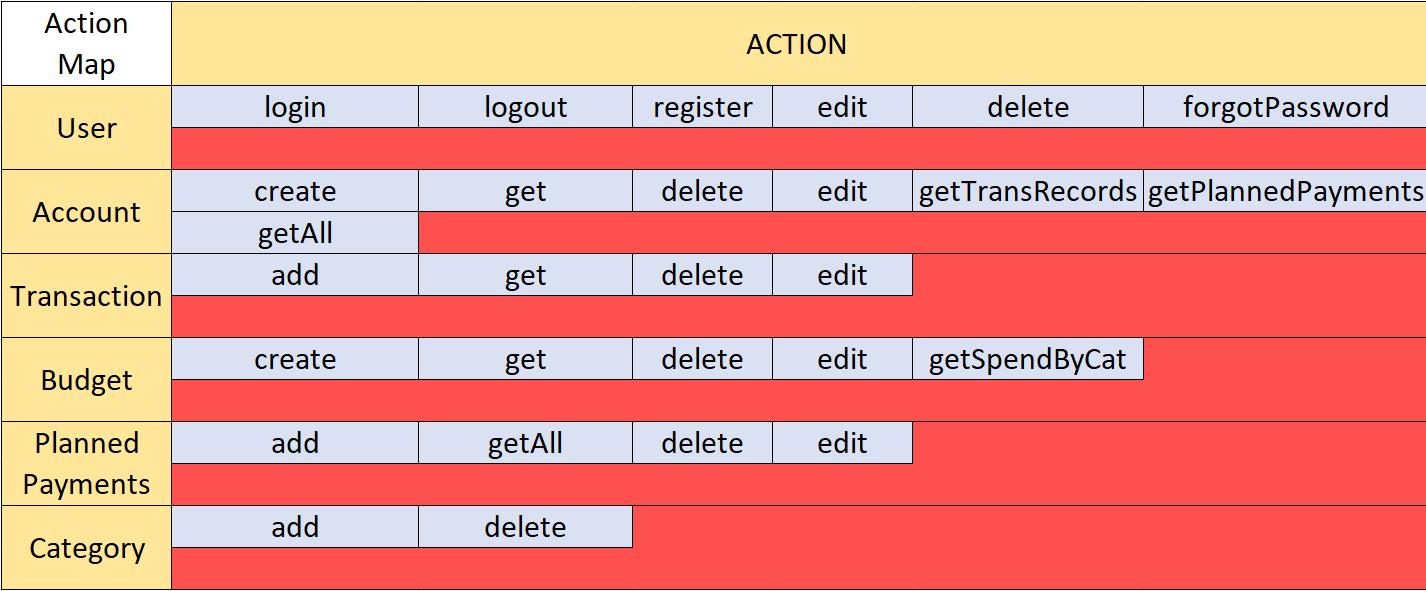 Action
Map
ACTION
User
login logout register edit delete forgotPassword
Account
create get delete edit getTransRecords getPlannedPayments
getAll
Transaction
add get delete edit
Budget
create get delete edit getSpendByCat
Planned
Payments
add getAll delete edit
Category
add delete